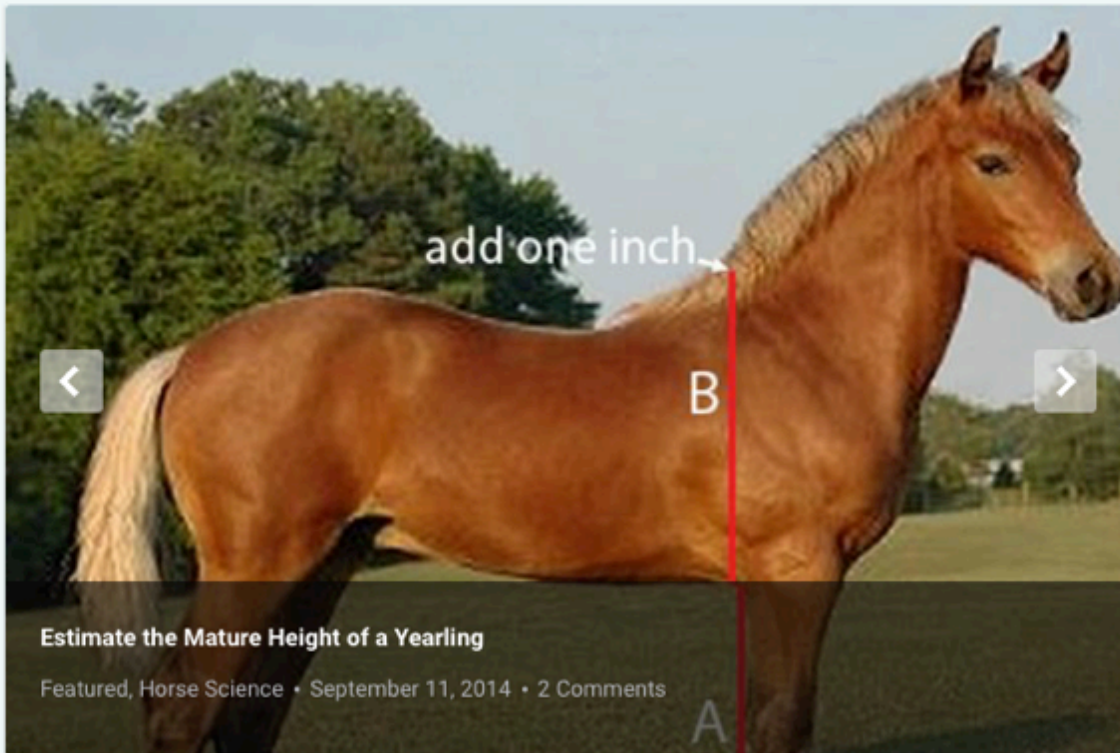 add one inch
B
Estimate the Mature Height of a Yearling
Featured, Horse Science • September 11, 2014 • 2 Comments
A